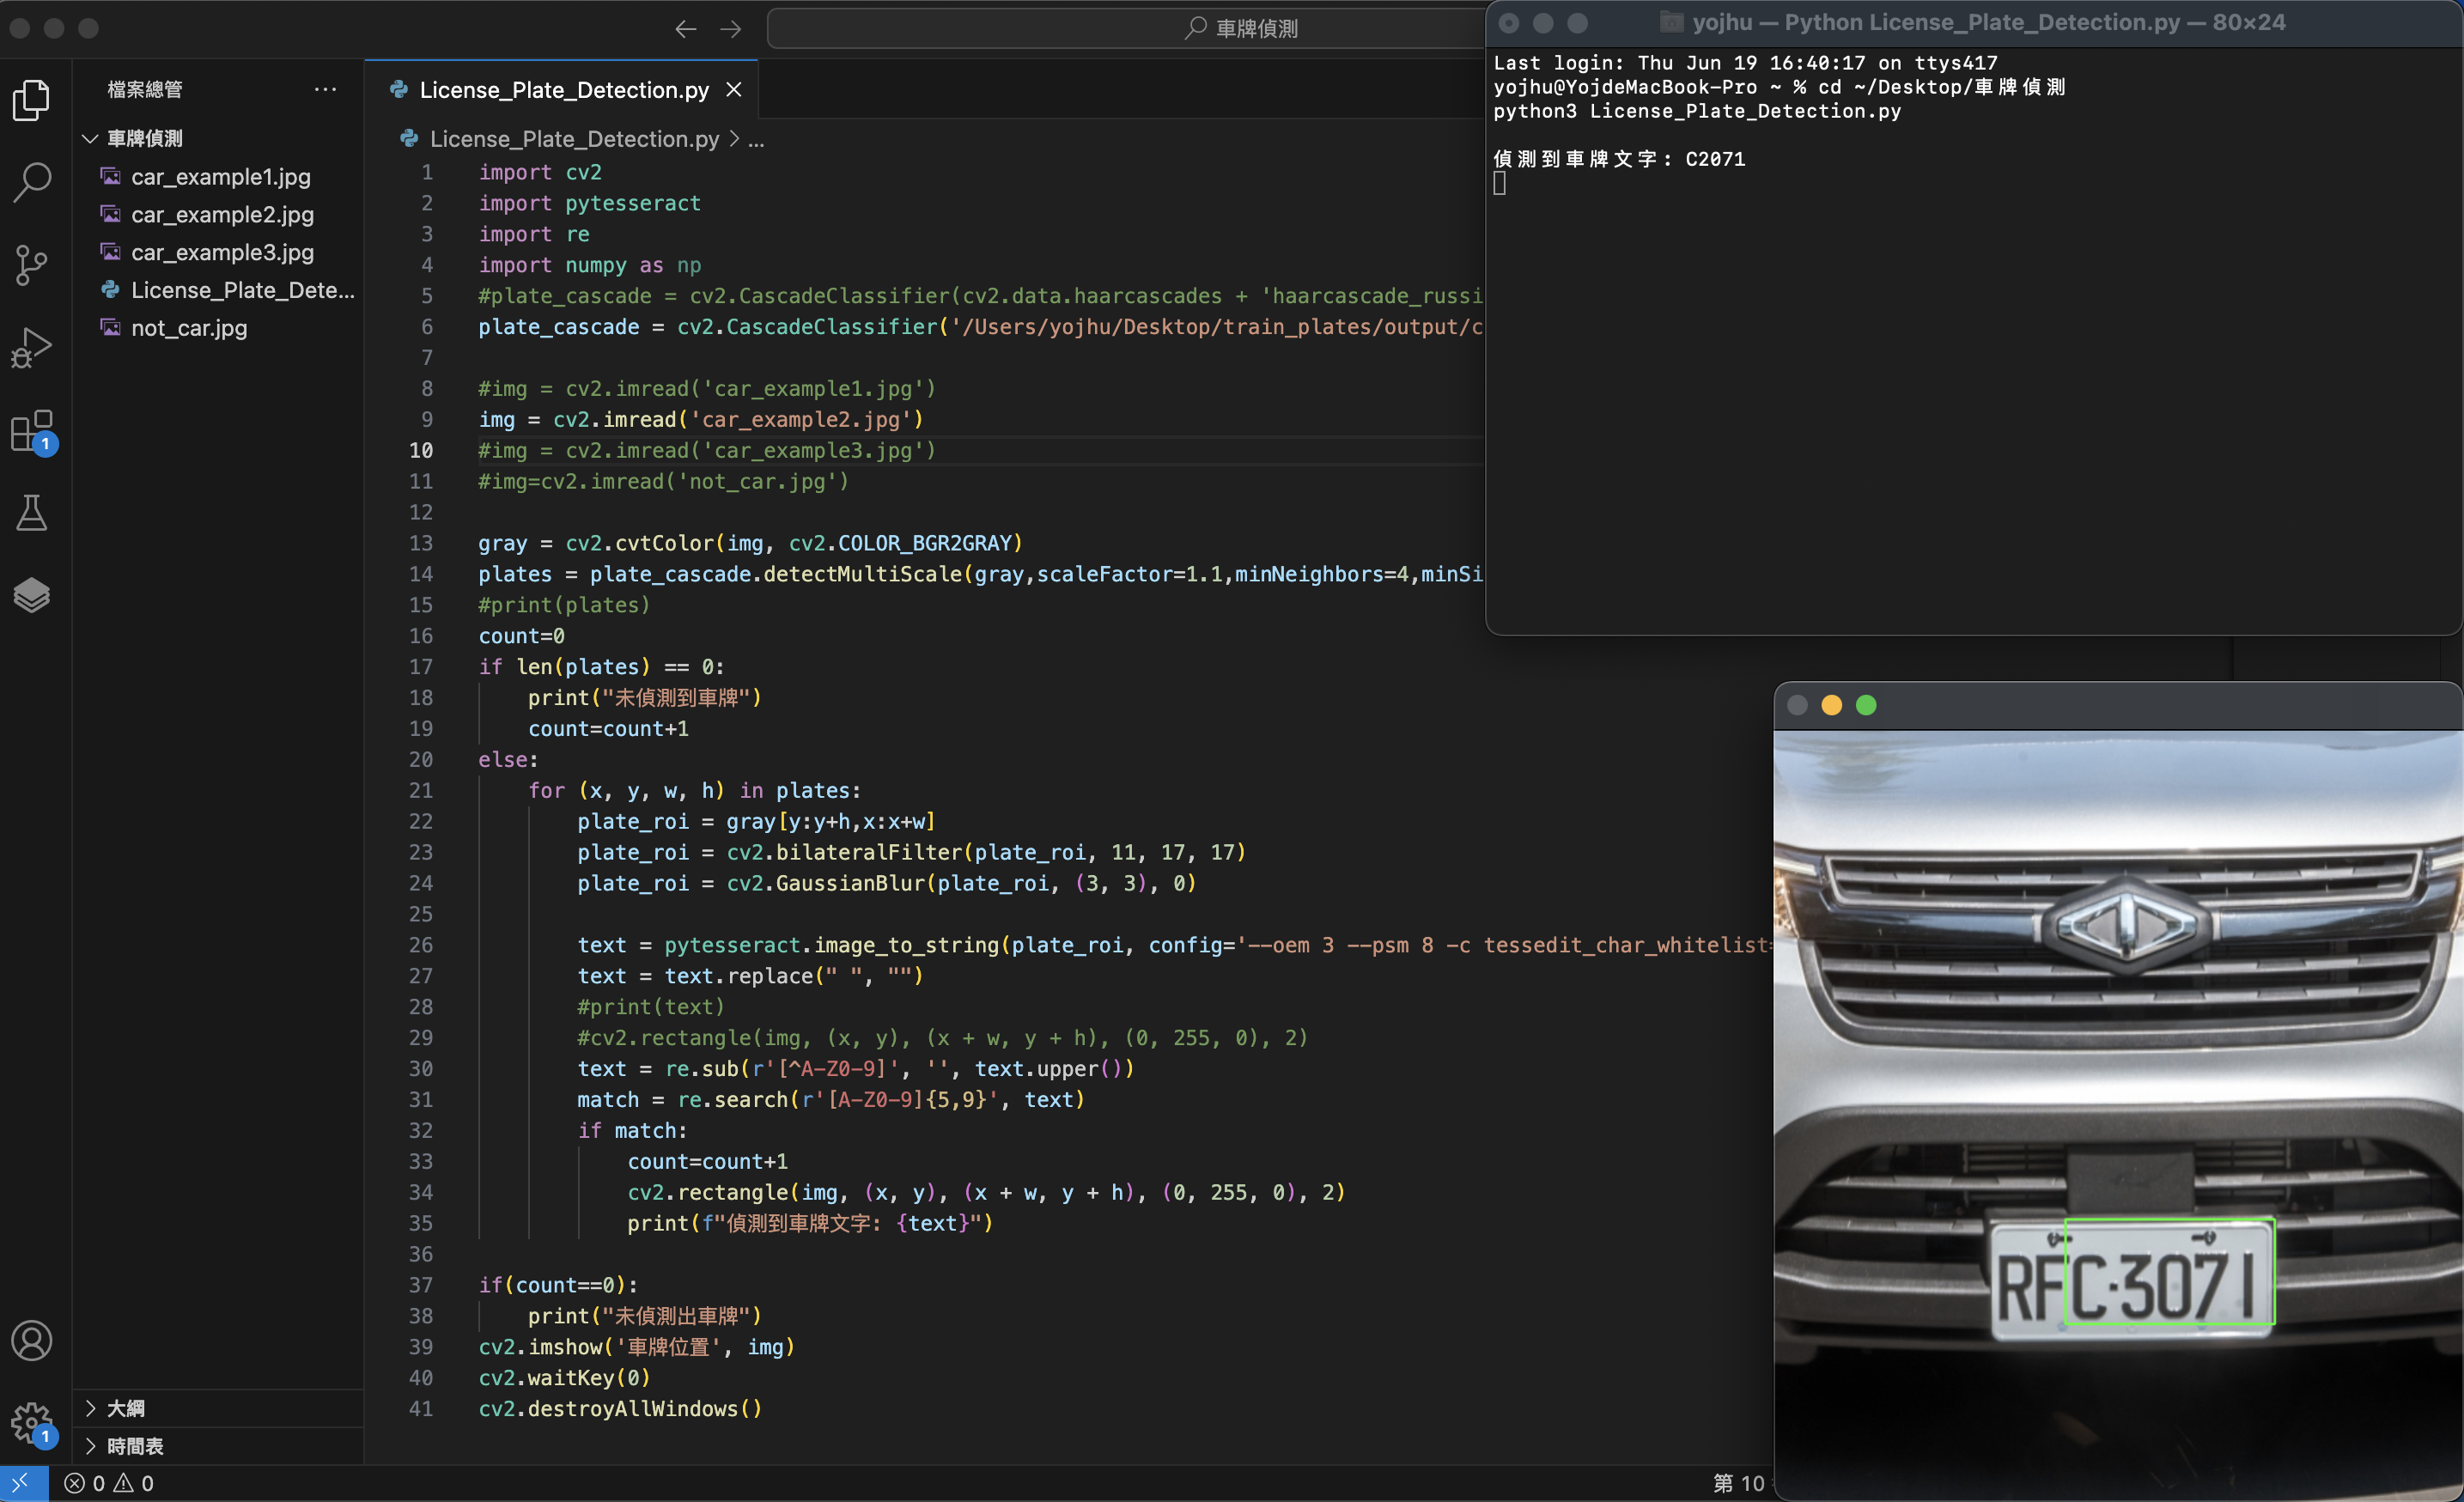 車牌偵測
檔案總管
車牌偵測
car_example1.jpg
car_example2.jpg
car_example3.jpg
License_Plate_Dete...
not_car.jpg
大綱
時間表
1
1
0 0
License_Plate_Detection.py
License_Plate_Detection.py > ...
1 import cv2
2 import pytesseract
3 import re
4 import numpy as np
5 #plate_cascade = cv2.CascadeClassifier(cv2.data.haarcascades + 'haarcascade_russi
6 plate_cascade = cv2.CascadeClassifier('/Users/yojhu/Desktop/train_plates/output/c
7
8 #img = cv2.imread('car_example1.jpg')
9 img = cv2.imread('car_example2.jpg')
10 #img = cv2.imread('car_example3.jpg')
11 #img=cv2.imread('not_car.jpg')
12
13 gray = cv2.cvtColor(img, cv2.COLOR_BGR2GRAY)
14 plates = plate_cascade.detectMultiScale(gray,scaleFactor=1.1,minNeighbors=4,minSi
15 #print(plates)
16 count=0
17 if len(plates) == 0:
18 print("未偵測到車牌")
19 count=count+1
20 else:
21 for (x, y, w, h) in plates:
22 plate_roi = gray[y:y+h,x:x+w]
23 plate_roi = cv2.bilateralFilter(plate_roi, 11, 17, 17)
24 plate_roi = cv2.GaussianBlur(plate_roi, (3, 3), 0)
25
26 text = pytesseract.image_to_string(plate_roi, config='--oem 3 --psm 8 -c tessedit_char_whitelist=
27 text = text.replace(" ", "")
28 #print(text)
29 #cv2.rectangle(img, (x, y), (x + w, y + h), (0, 255, 0), 2)
30 text = re.sub(r'[^A-Z0-9]', '', text.upper())
31 match = re.search(r'[A-Z0-9]{5,9}', text)
32 if match:
33 count=count+1
34 cv2.rectangle(img, (x, y), (x + w, y + h), (0, 255, 0), 2)
35 print(f"偵測到車牌文字: {text}")
36
37 if(count==0):
38 print("未偵測出車牌")
39 cv2.imshow('車牌位置', img)
40 cv2.waitKey(0)
41 cv2.destroyAllWindows()
第 10
yojhu — Python License_Plate_Detection.py — 80×24
Last login: Thu Jun 19 16:40:17 on ttys417
yojhu@YojdeMacBook-Pro ~ % cd ~/Desktop/車牌偵測
python3 License_Plate_Detection.py
偵測到車牌文字: C2071
RFC·3071